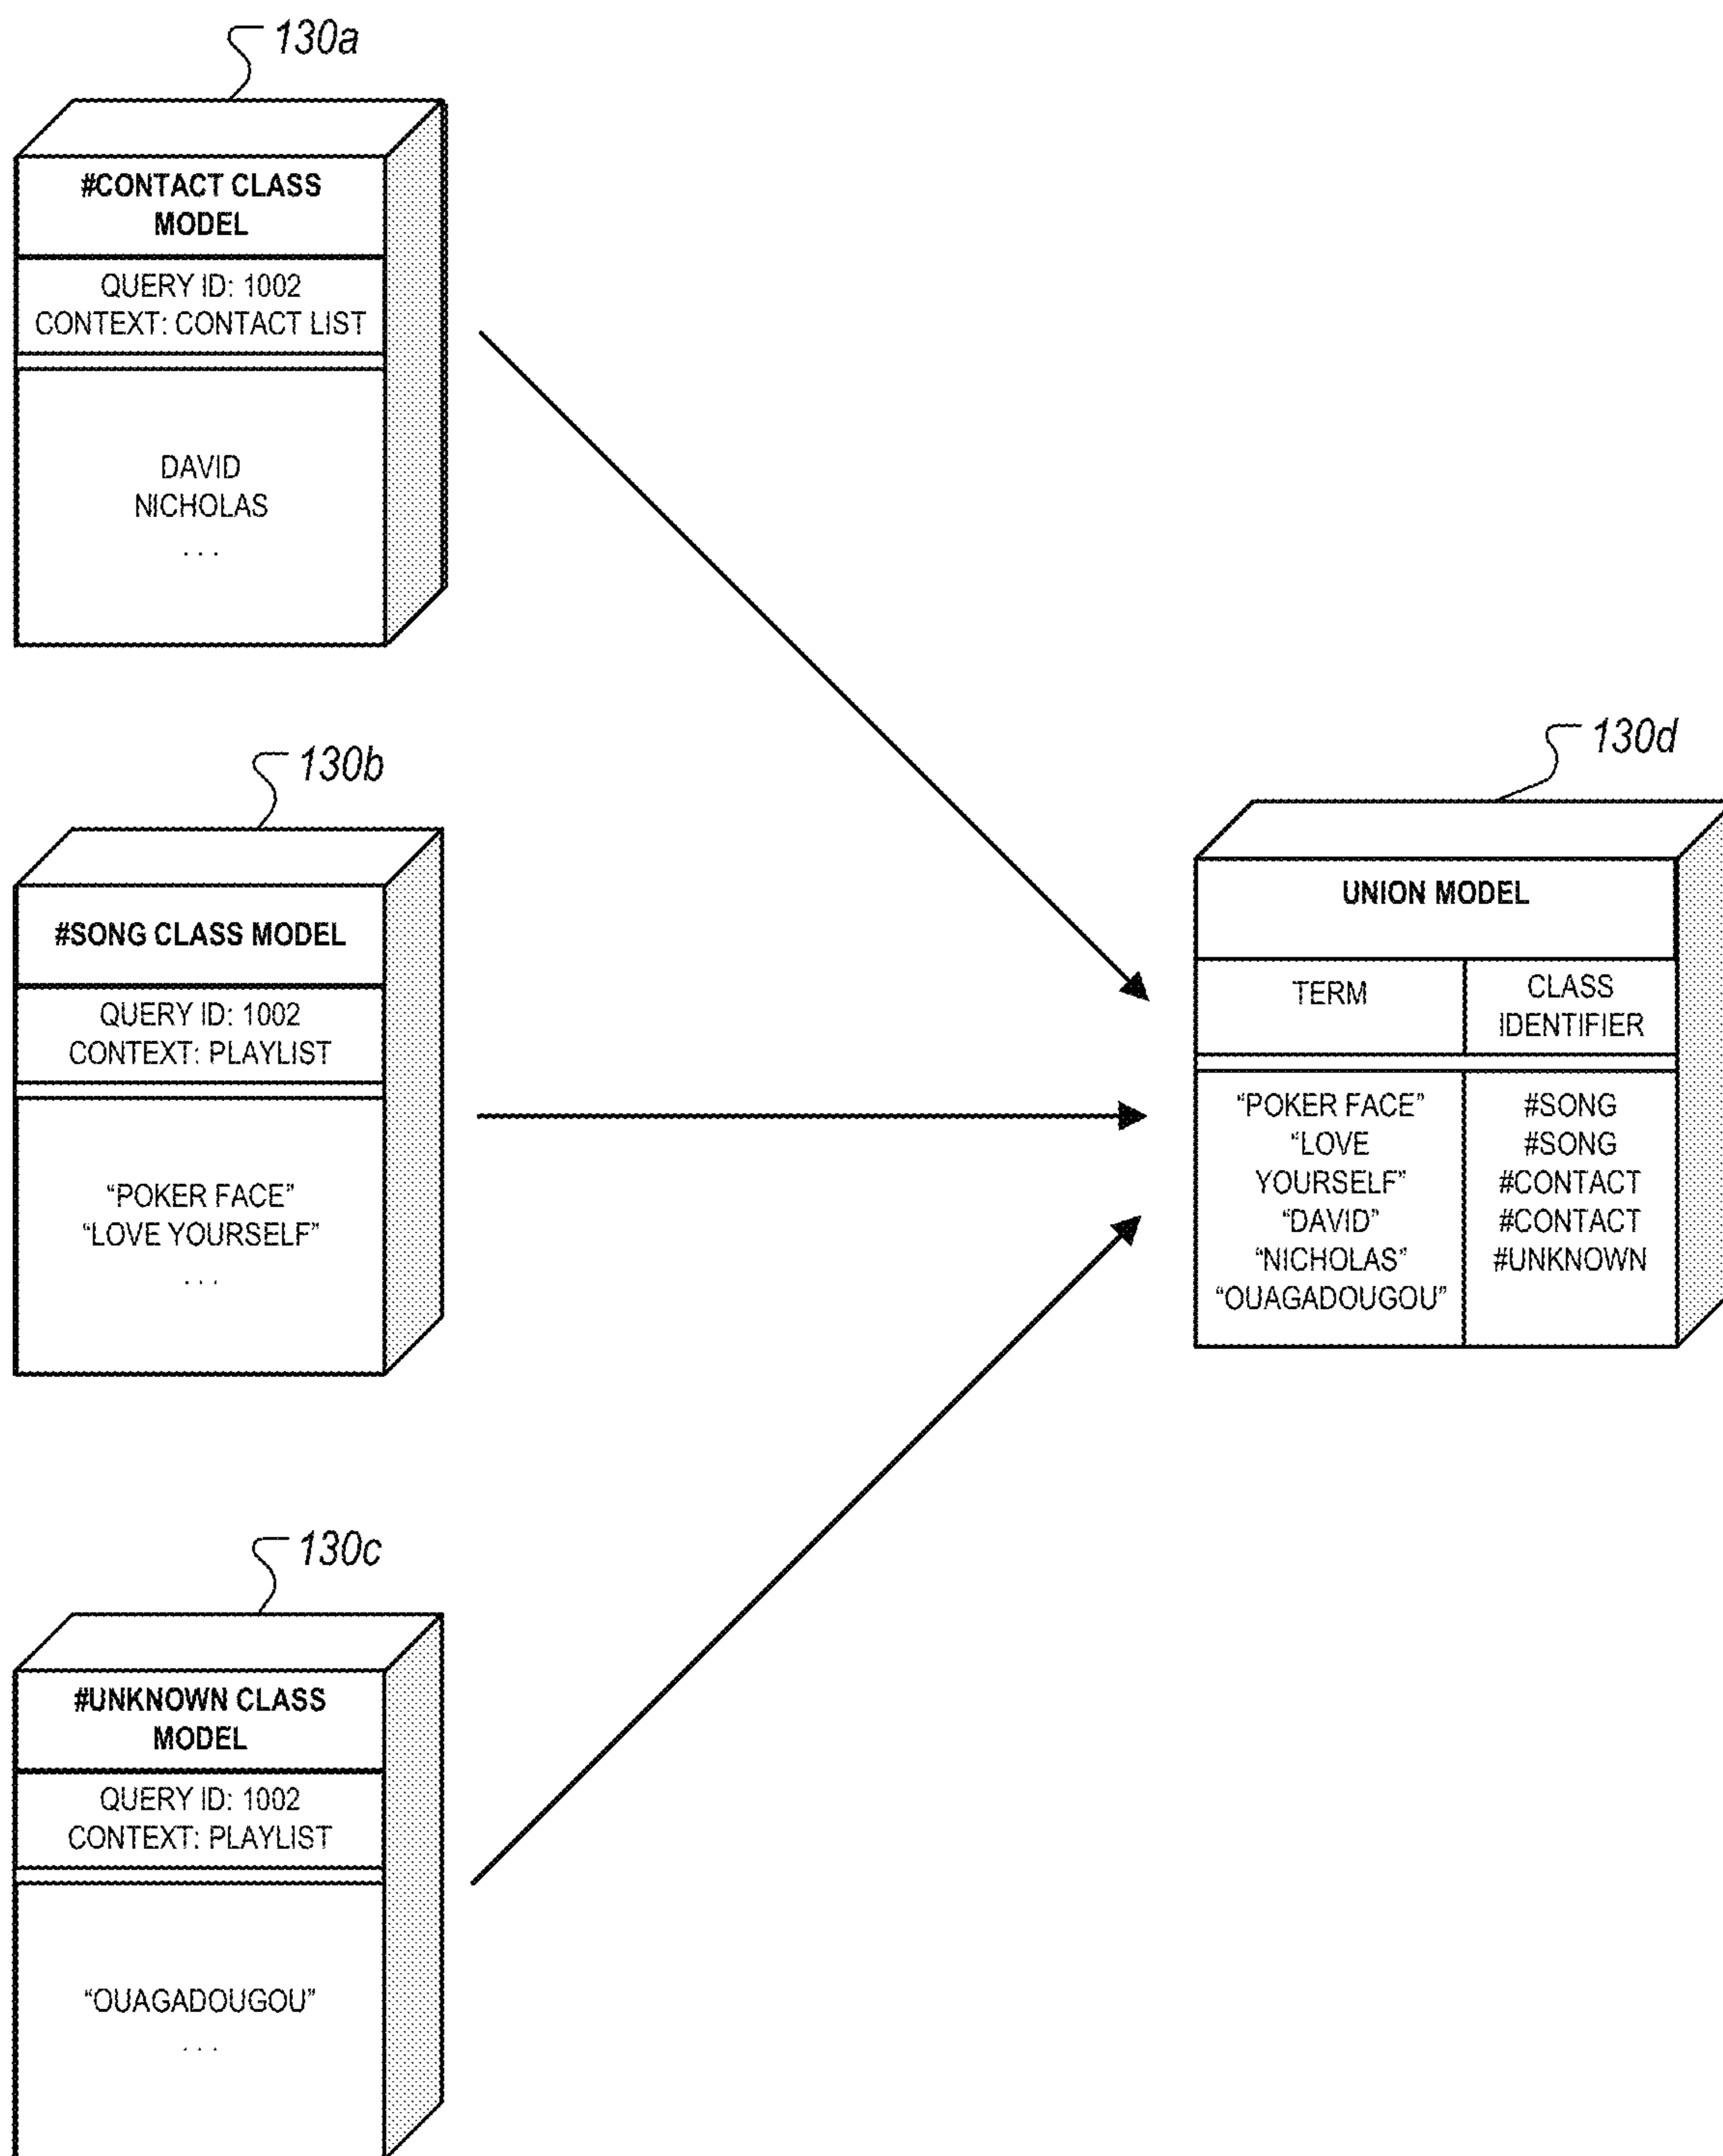 130a
#CONTACT CLASS
MODEL
QUERY ID: 1002
CONTEXT: CONTACT LIST
DAVID
NICHOLAS
. . .
130b
#SONG CLASS MODEL
QUERY ID: 1002
CONTEXT: PLAYLIST
“POKER FACE”
“LOVE YOURSELF”
. . .
130c
#UNKNOWN CLASS
MODEL
QUERY ID: 1002
CONTEXT: PLAYLIST
“OUAGADOUGOU”
. . .
130d
UNION MODEL
TERM
CLASS
IDENTIFIER
“POKER FACE”
“LOVE
YOURSELF”
“DAVID”
“NICHOLAS”
“OUAGADOUGOU”
#SONG
#SONG
#CONTACT
#CONTACT
#UNKNOWN